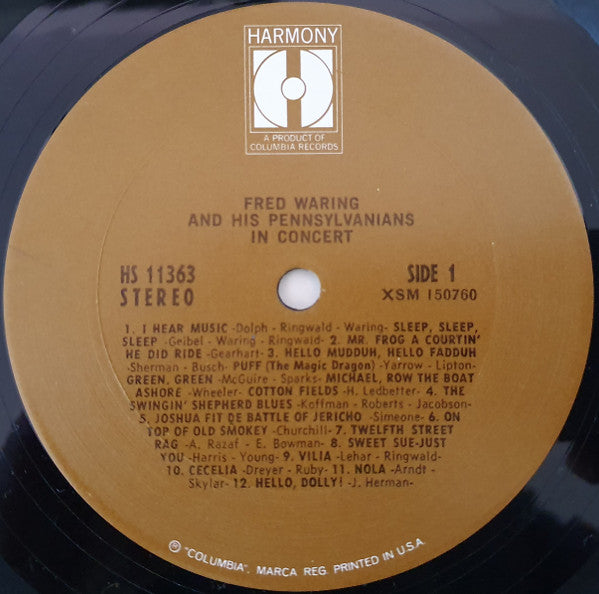 HARMONY
A PRODUCT OF
COLUMBIA RECORDS
FRED WARING
AND HIS PENNSYLVANIANS
IN CONCERT
HS 11363 SIDE 1
STEREO XSM 150760
1. I HEAR MUSIC -Dolph - Ringwald - Waring- SLEEP, SLEEP,
SLEEP -Geibel - Waring - Ringwald- 2. MR. FROG A COURTIN'
HE DID RIDE -Gearhart- 3. HELLO MUDDUH, HELLO FADDUH
-Sherman - Busch- PUFF (The Magic Dragon) -Yarrow - Lipton-
GREEN, GREEN -McGuire - Sparks- MICHAEL, ROW THE BOAT
ASHORE -Wheeler- COTTON FIELDS -H. Ledbetter- 4. THE
SWINGIN' SHEPHERD BLUES -Koffman - Roberts - Jacobson-
5. JOSHUA FIT DE BATTLE OF JERICHO -Simeone- 6. ON
TOP OF OLD SMOKEY -Churchill- 7. TWELFTH STREET
RAG -A. Razaf - E. Bowman- 8. SWEET SUE-JUST
YOU -Harris - Young- 9. VILIA -Lehar - Ringwald-
10. CECELIA -Dreyer - Ruby- 11. NOLA -Arndt -
Skylar- 12. HELLO, DOLLY! -J. Herman-
℗ "COLUMBIA", MARCA REG. PRINTED IN U.S.A.